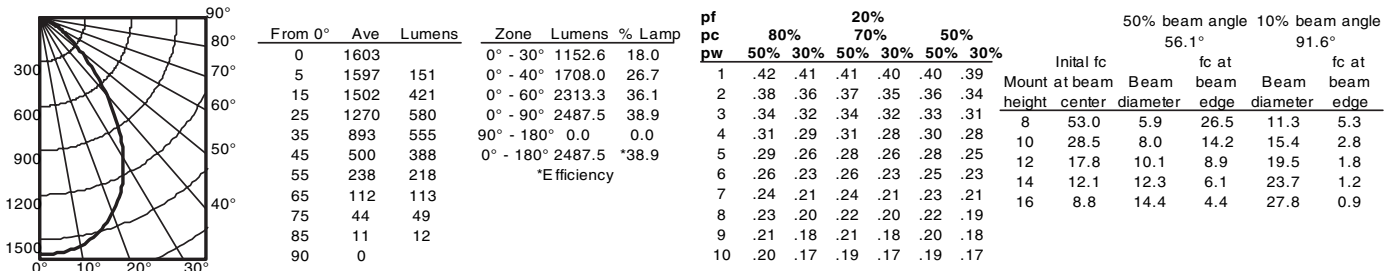 90°
80°
70°
60°
50°
40°
300
600
900
1200
1500
0° 10° 20° 30°
From 0° Ave Lumens
0 1603
5 1597 151
15 1502 421
25 1270 580
35 893 555
45 500 388
55 238 218
65 112 113
75 44 49
85 11 12
90 0
Zone Lumens % Lamp
0° - 30° 1152.6 18.0
0° - 40° 1708.0 26.7
0° - 60° 2313.3 36.1
0° - 90° 2487.5 38.9
90° - 180° 0.0 0.0
0° - 180° 2487.5 *38.9
*Efficiency
pf 20%
pc 80% 70% 50%
pw 50% 30% 50% 30% 50% 30%
1 .42 .41 .41 .40 .40 .39
2 .38 .36 .37 .35 .36 .34
3 .34 .32 .34 .32 .33 .31
4 .31 .29 .31 .28 .30 .28
5 .29 .26 .28 .26 .28 .25
6 .26 .23 .26 .23 .25 .23
7 .24 .21 .24 .21 .23 .21
8 .23 .20 .22 .20 .22 .19
9 .21 .18 .21 .18 .20 .18
10 .20 .17 .19 .17 .19 .17
50% beam angle 10% beam angle
56.1° 91.6°
Inital fc fc at fc at
Mount at beam Beam beam Beam beam
height center diameter edge diameter edge
8 53.0 5.9 26.5 11.3 5.3
10 28.5 8.0 14.2 15.4 2.8
12 17.8 10.1 8.9 19.5 1.8
14 12.1 12.3 6.1 23.7 1.2
16 8.8 14.4 4.4 27.8 0.9